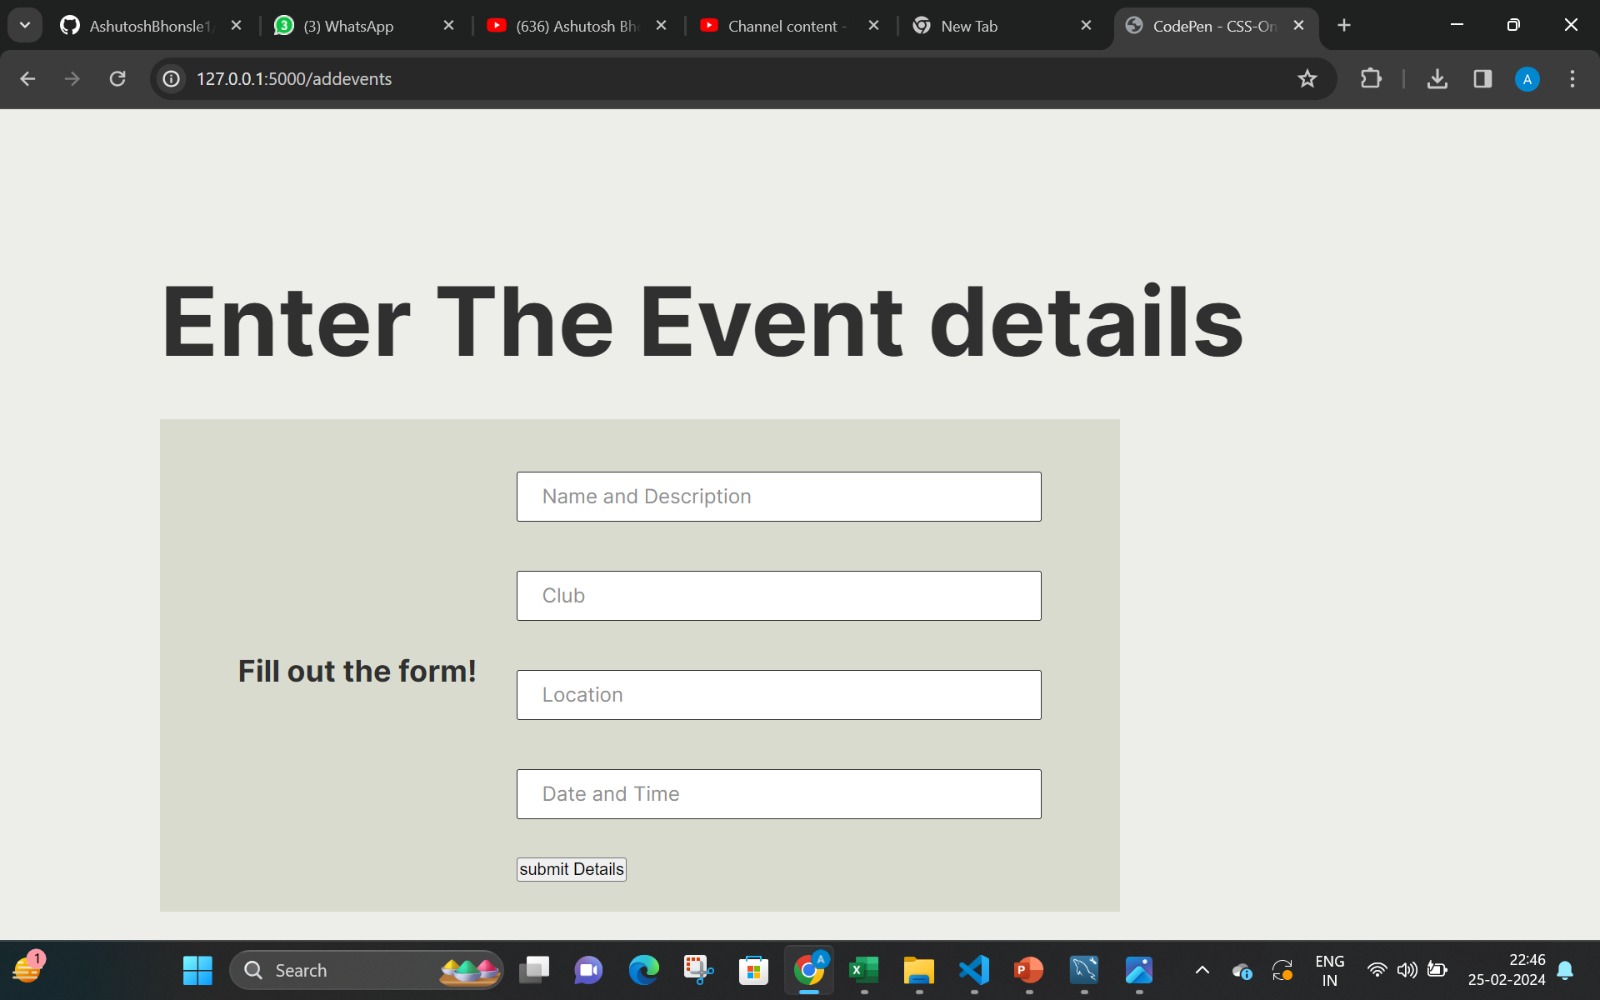 AshutoshBhonsle1/
3
(3) WhatsApp
(636) Ashutosh Bho
Channel content -
New Tab
CodePen - CSS-On
127.0.0.1:5000/addevents
A
Enter The Event details
Name and Description
Club
Fill out the form!
Location
Date and Time
submit Details
1
Search
A
X
P
ENG
IN
22:46
25-02-2024